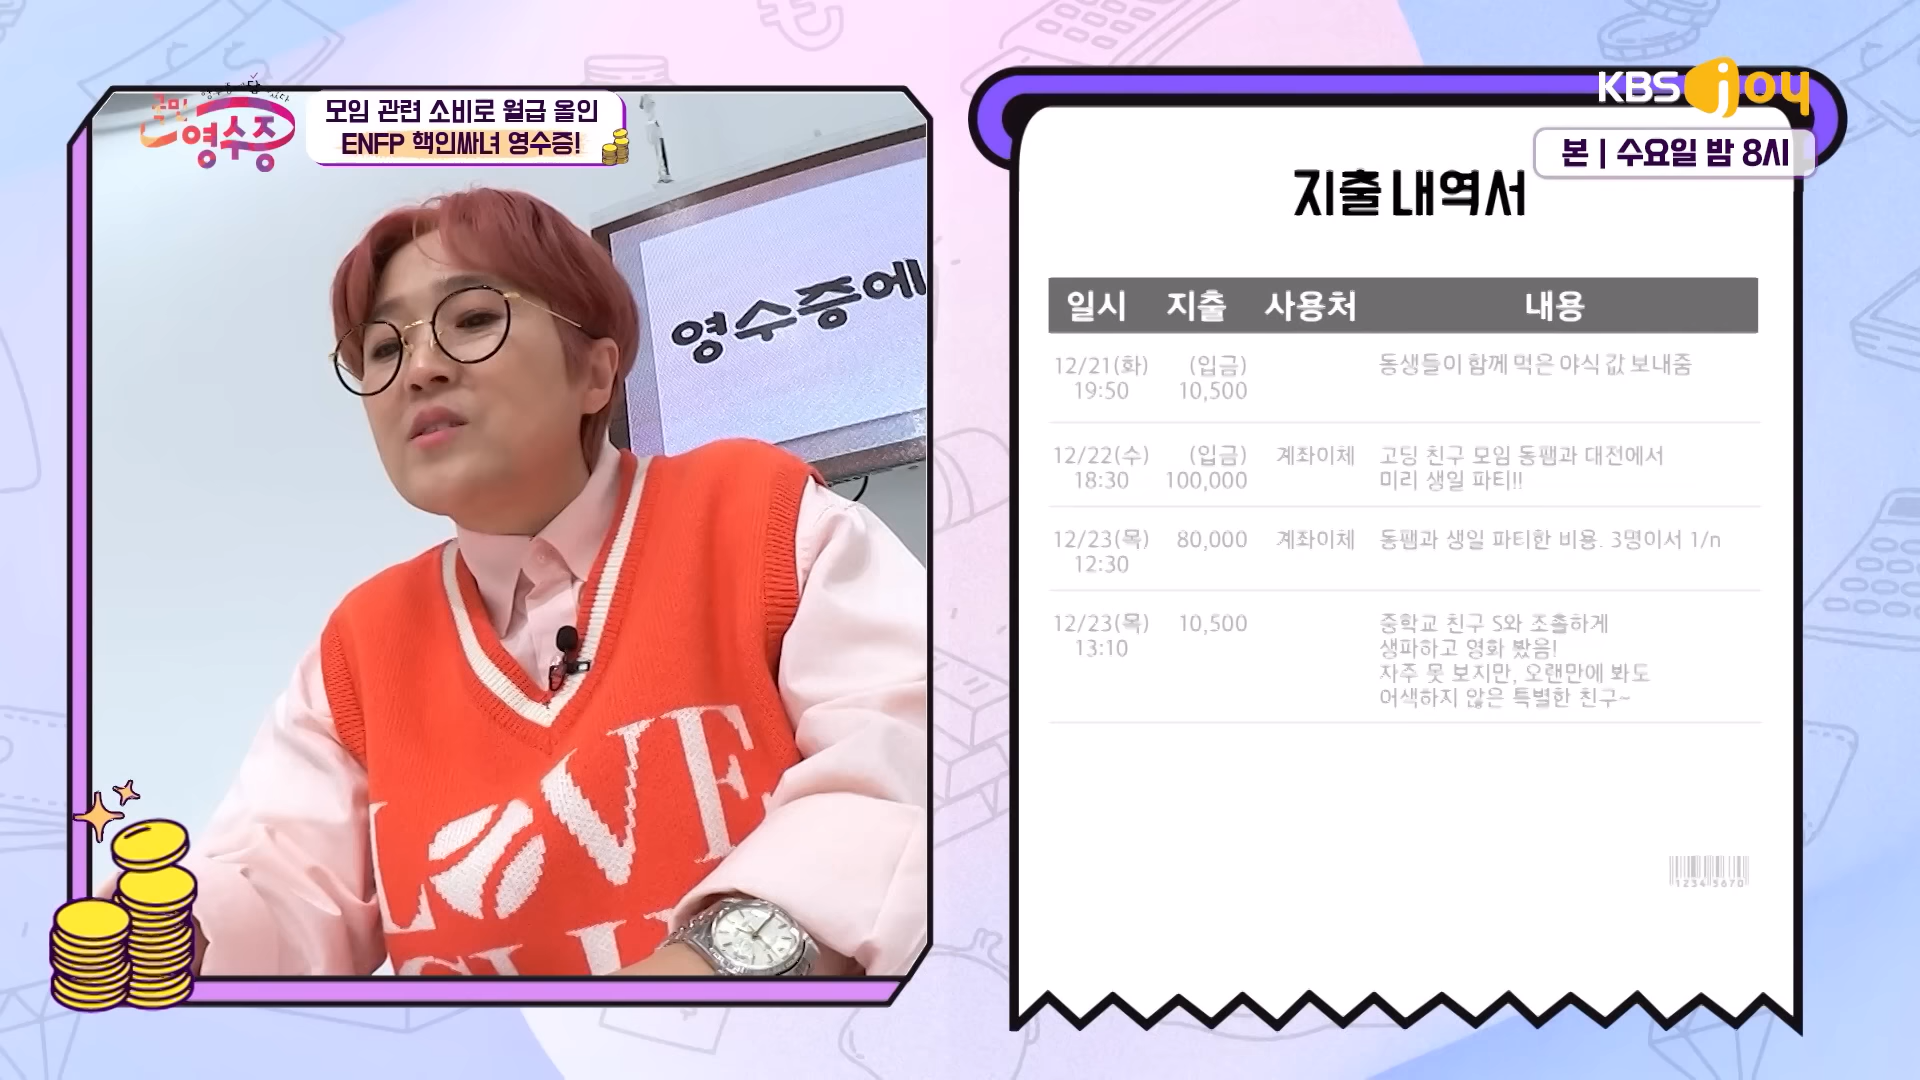 국민
영수증
모임 관련 소비로 월급 올인
ENFP 핵인싸녀 영수증!
영수증에
LOVE
KBS joy
본 | 수요일 밤 8시
지출 내역서
일시 지출 사용처 내용
12/21(화) (입금) 동생들이 함께 먹은 야식 값 보내줌
19:50 10,500
12/22(수) (입금) 계좌이체 고딩 친구 모임 동팸과 대전에서
18:30 100,000 미리 생일 파티!!
12/23(목) 80,000 계좌이체 동팸과 생일 파티한 비용. 3명이서 1/n
12:30
12/23(목) 10,500 중학교 친구 S와 조촐하게
13:10 생파하고 영화 봤음!
자주 못 보지만, 오랜만에 봐도
어색하지 않은 특별한 친구~
1234 5670